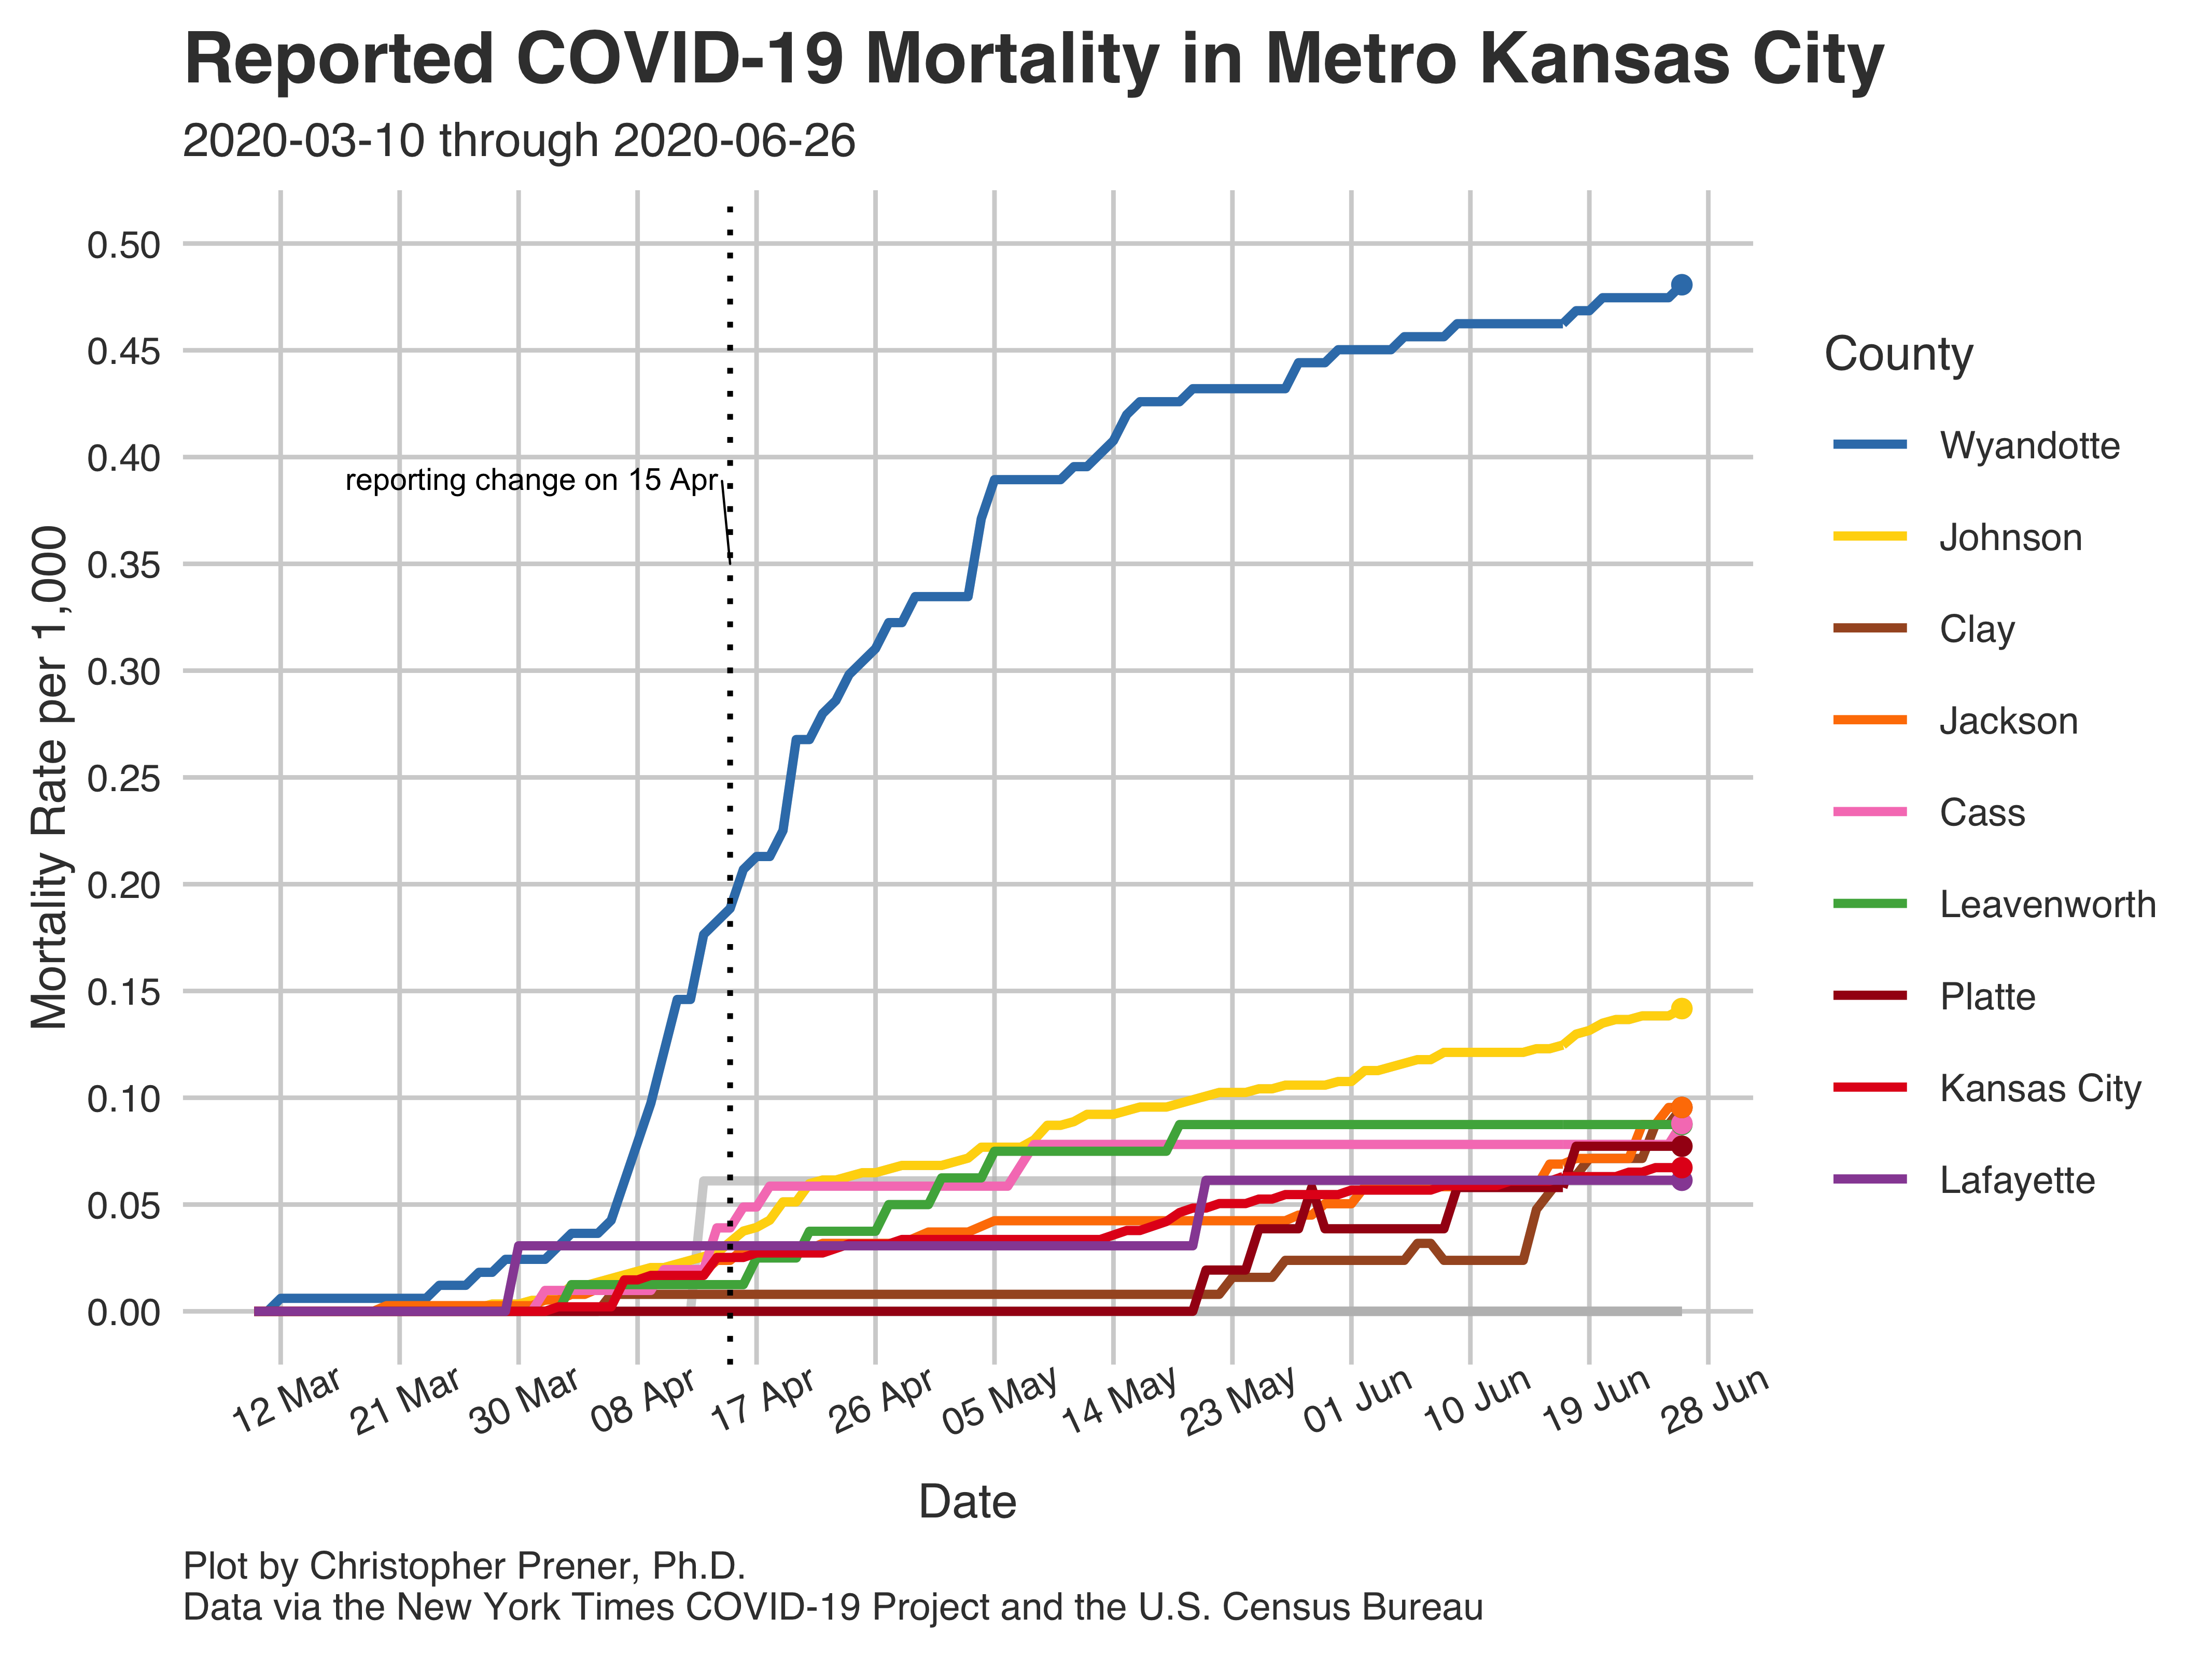 Reported COVID-19 Mortality in Metro Kansas City
2020-03-10 through 2020-06-26
Mortality Rate per 1,000
0.50
0.45
0.40
0.35
0.30
0.25
0.20
0.15
0.10
0.05
0.00
reporting change on 15 Apr
12 Mar
21 Mar
30 Mar
08 Apr
17 Apr
26 Apr
05 May
14 May
23 May
01 Jun
10 Jun
19 Jun
28 Jun
Date
County
Wyandotte
Johnson
Clay
Jackson
Cass
Leavenworth
Platte
Kansas City
Lafayette
Plot by Christopher Prener, Ph.D.
Data via the New York Times COVID-19 Project and the U.S. Census Bureau